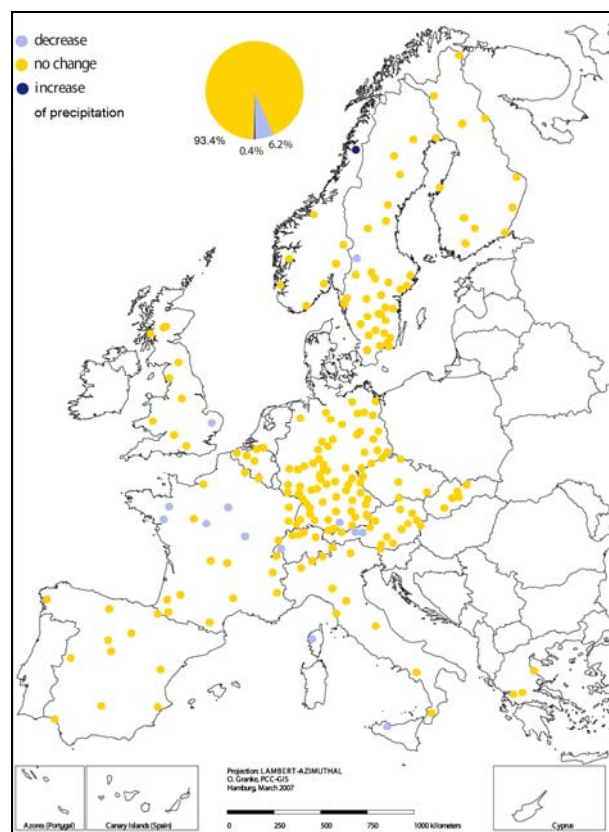 decrease
no change
increase
of precipitation
93.4%
0.4%
6.2%
Projection: LAMBERT-AZIMUTHAL
O. Granke, PCC-GIS
Hamburg, March 2007
0 250 500 750 1000 kilometers
Azores (Portugal)
Canary Islands (Spain)
Cyprus